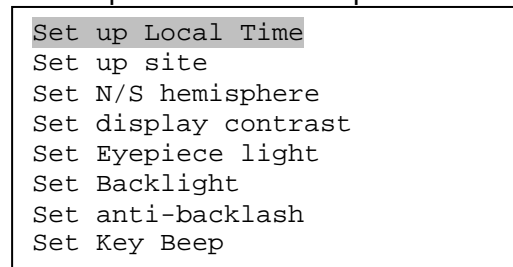 Set up Local Time
Set up site
Set N/S hemisphere
Set display contrast
Set Eyepiece light
Set Backlight
Set anti-backlash
Set Key Beep